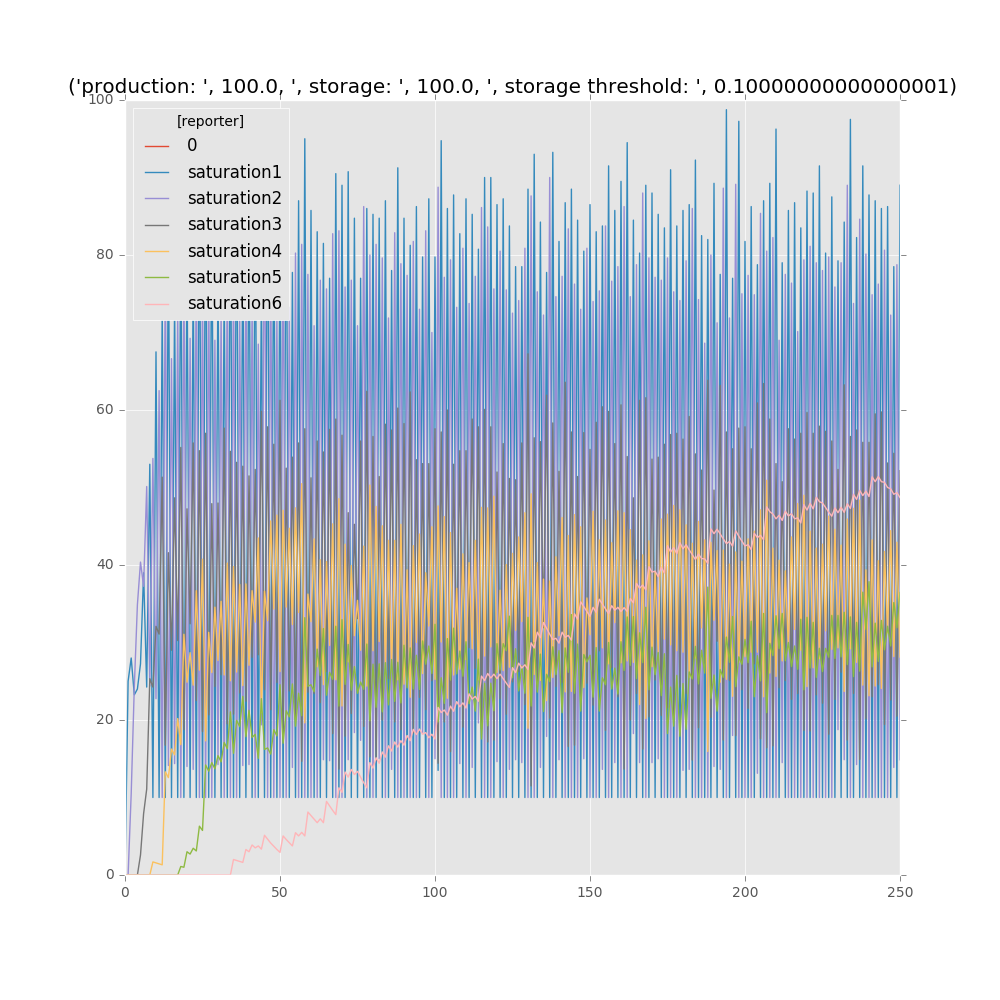 ('production: ', 100.0, ', storage: ', 100.0, ', storage threshold: ', 0.10000000000000001)
100
80
60
40
20
0
[reporter]
0
saturation1
saturation2
saturation3
saturation4
saturation5
saturation6
0 50 100 150 200 250